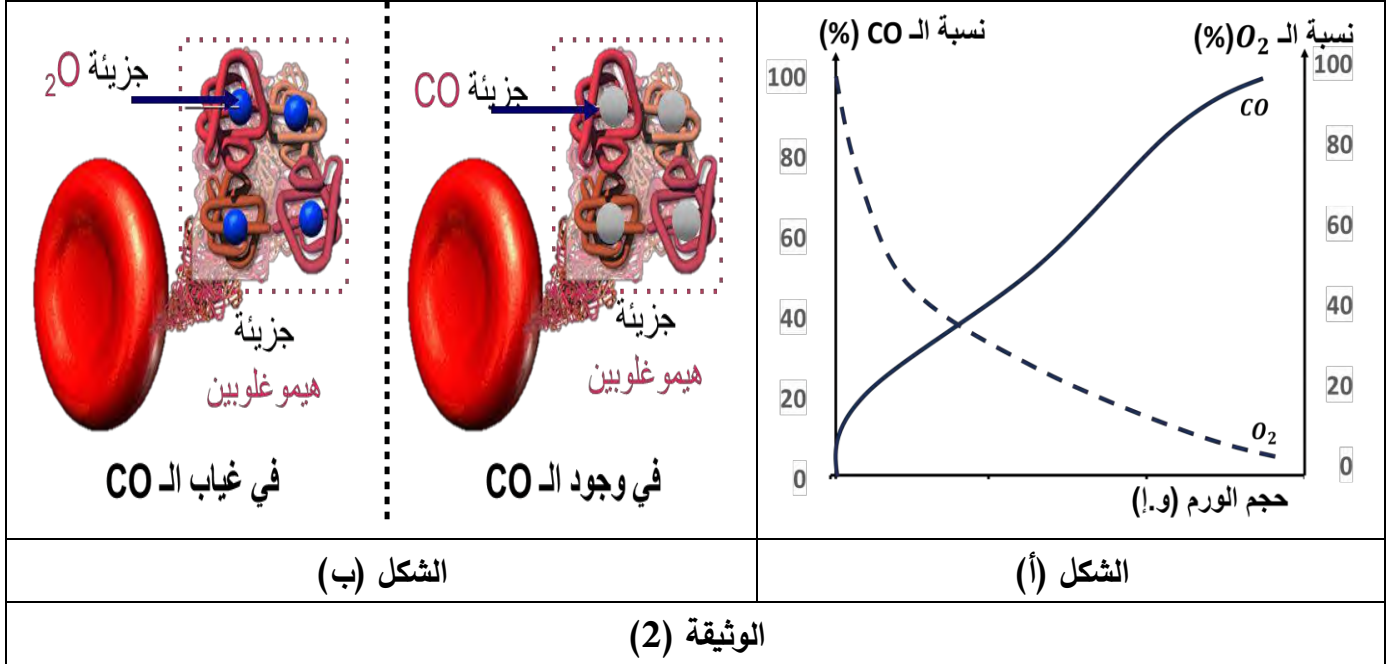 نسبة الـ O₂ (%)
نسبة الـ CO (%)
100
80
60
40
20
0
100
80
60
40
20
0
CO
O₂
حجم الورم (و.إ)
جزيئة CO
جزيئة
هيموغلوبين
في وجود الـ CO
جزيئة O₂
جزيئة
هيموغلوبين
في غياب الـ CO
الشكل (أ)
الشكل (ب)
الوثيقة (2)